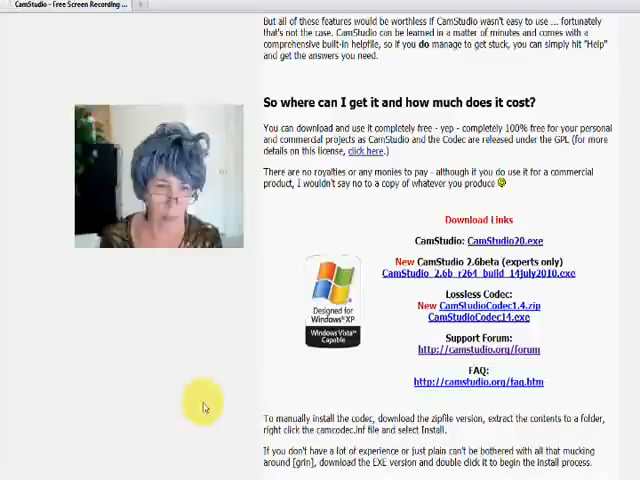 CamStudio - Free Screen Recording ...
But all of these features would be worthless if CamStudio wasn't easy to use ... fortunately
that's not the case. CamStudio can be learned in a matter of minutes and comes with a
comprehensive built-in helpfile, so if you do manage to get stuck, you can simply hit "Help"
and get the answers you need.
So where can I get it and how much does it cost?
You can download and use it completely free - yep - completely 100% free for your personal
and commercial projects as CamStudio and the Codec are released under the GPL (for more
details on this license, click here.)
There are no royalties or any monies to pay - although if you do use it for a commercial
product, I wouldn't say no to a copy of whatever you produce
Download Links
CamStudio: CamStudio20.exe
New CamStudio 2.6beta (experts only)
CamStudio_2.6b_r264_build_14July2010.exe
Lossless Codec:
New CamStudioCodec1.4.zip
CamStudioCodec14.exe
Support Forum:
http://camstudio.org/forum
FAQ:
http://camstudio.org/faq.htm
Designed for
Windows® XP
Windows Vista™
Capable
To manually install the codec, download the zipfile version, extract the contents to a folder,
right click the camcodec.inf file and select Install.
If you don't have a lot of experience or just plain can't be bothered with all that mucking
around [grin], download the EXE version and double click it to begin the install process.